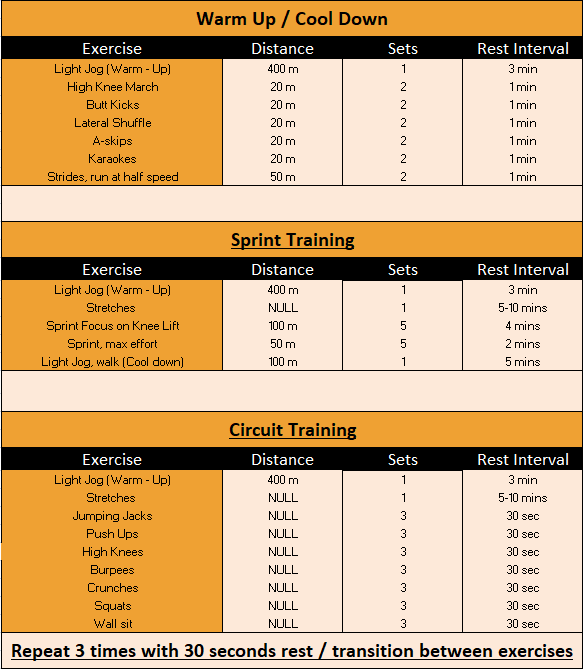 Warm Up / Cool Down
Exercise Distance Sets Rest Interval
Light Jog (Warm - Up) 400 m 1 3 min
High Knee March 20 m 2 1 min
Butt Kicks 20 m 2 1 min
Lateral Shuffle 20 m 2 1 min
A-skips 20 m 2 1 min
Karaokes 20 m 2 1 min
Strides, run at half speed 50 m 2 1 min
Sprint Training
Exercise Distance Sets Rest Interval
Light Jog (Warm - Up) 400 m 1 3 min
Stretches NULL 1 5-10 mins
Sprint Focus on Knee Lift 100 m 5 4 mins
Sprint, max effort 50 m 5 2 mins
Light Jog, walk (Cool down) 100 m 1 5 mins
Circuit Training
Exercise Distance Sets Rest Interval
Light Jog (Warm - Up) 400 m 1 3 min
Stretches NULL 1 5-10 mins
Jumping Jacks NULL 3 30 sec
Push Ups NULL 3 30 sec
High Knees NULL 3 30 sec
Burpees NULL 3 30 sec
Crunches NULL 3 30 sec
Squats NULL 3 30 sec
Wall sit NULL 3 30 sec
Repeat 3 times with 30 seconds rest / transition between exercises